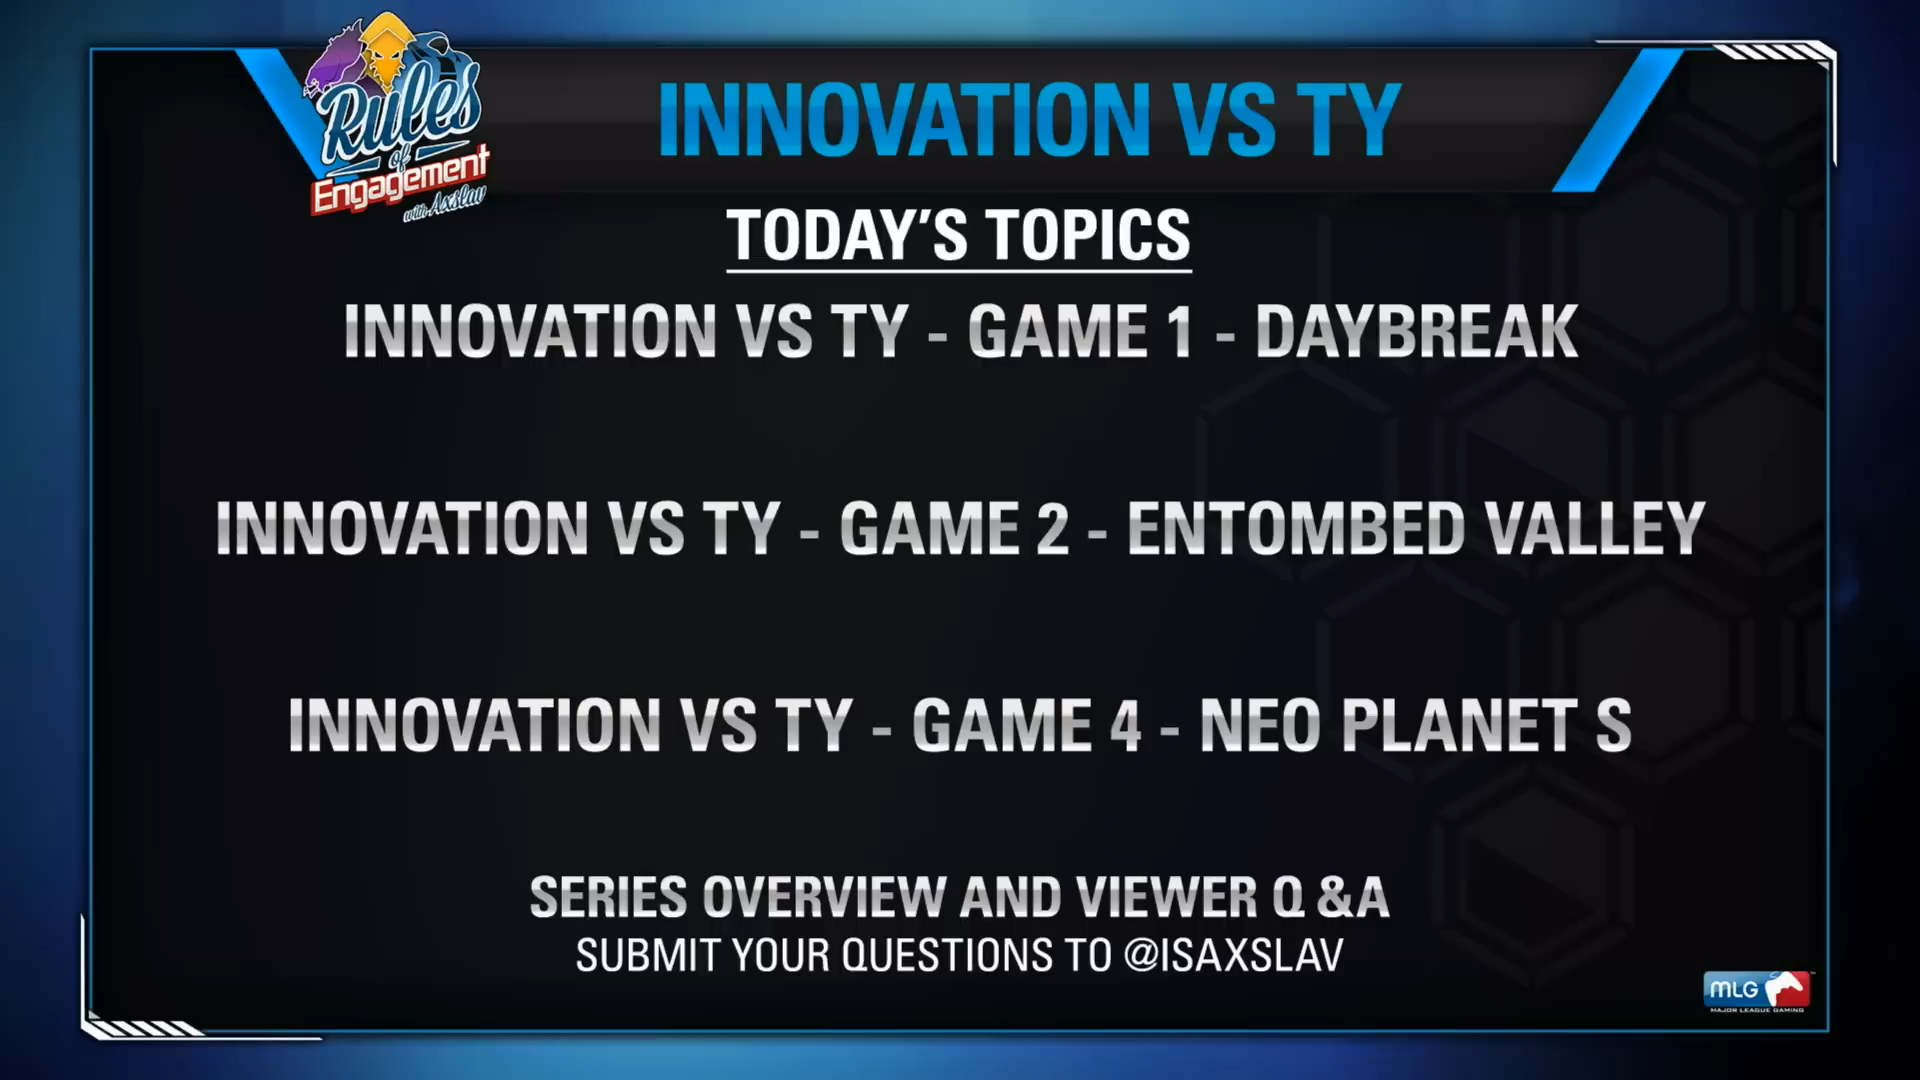 Rules
of
Engagement
with Axslav
INNOVATION VS TY
TODAY'S TOPICS
INNOVATION VS TY - GAME 1 - DAYBREAK
INNOVATION VS TY - GAME 2 - ENTOMBED VALLEY
INNOVATION VS TY - GAME 4 - NEO PLANET S
SERIES OVERVIEW AND VIEWER Q &A
SUBMIT YOUR QUESTIONS TO @ISAXSLAV
MLG
MAJOR LEAGUE GAMING